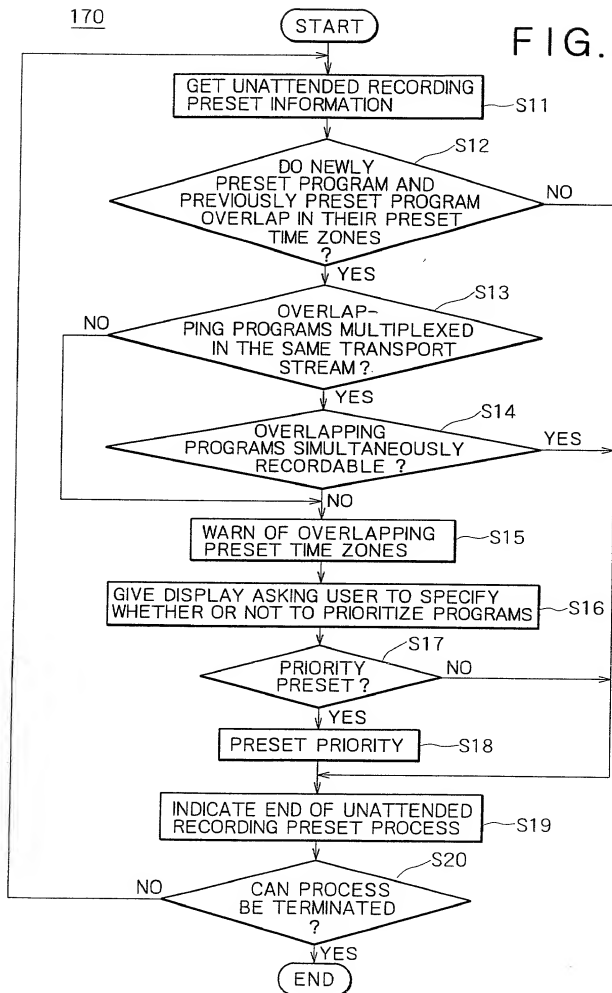 170
START
FIG.
GET UNATTENDED RECORDING
PRESET INFORMATION
S11
S12
DO NEWLY
PRESET PROGRAM AND
PREVIOUSLY PRESET PROGRAM
OVERLAP IN THEIR PRESET
TIME ZONES
?
NO
YES
S13
NO
OVERLAP-
PING PROGRAMS MULTIPLEXED
IN THE SAME TRANSPORT
STREAM ?
YES
S14
OVERLAPPING
PROGRAMS SIMULTANEOUSLY
RECORDABLE ?
YES
NO
WARN OF OVERLAPPING
PRESET TIME ZONES
S15
GIVE DISPLAY ASKING USER TO SPECIFY
WHETHER OR NOT TO PRIORITIZE PROGRAMS
S16
S17
PRIORITY
PRESET ?
NO
YES
PRESET PRIORITY
S18
INDICATE END OF UNATTENDED
RECORDING PRESET PROCESS
S19
S20
NO
CAN PROCESS
BE TERMINATED
?
YES
END